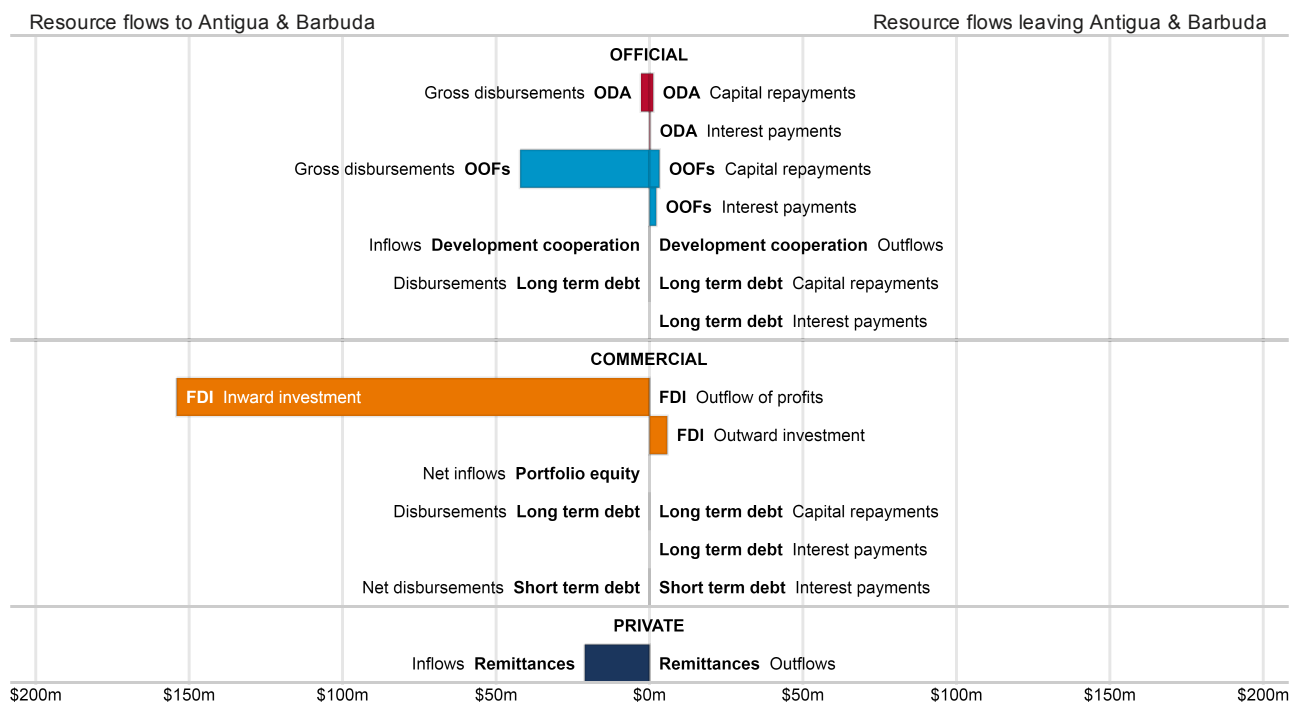 Resource flows to Antigua & Barbuda Resource flows leaving Antigua & Barbuda
OFFICIAL
Gross disbursements ODA ODA Capital repayments
ODA Interest payments
Gross disbursements OOFs OOFs Capital repayments
OOFs Interest payments
Inflows Development cooperation Development cooperation Outflows
Disbursements Long term debt Long term debt Capital repayments
Long term debt Interest payments
COMMERCIAL
FDI Inward investment FDI Outflow of profits
FDI Outward investment
Net inflows Portfolio equity
Disbursements Long term debt Long term debt Capital repayments
Long term debt Interest payments
Net disbursements Short term debt Short term debt Interest payments
PRIVATE
Inflows Remittances Remittances Outflows
$200m $150m $100m $50m $0m $50m $100m $150m $200m